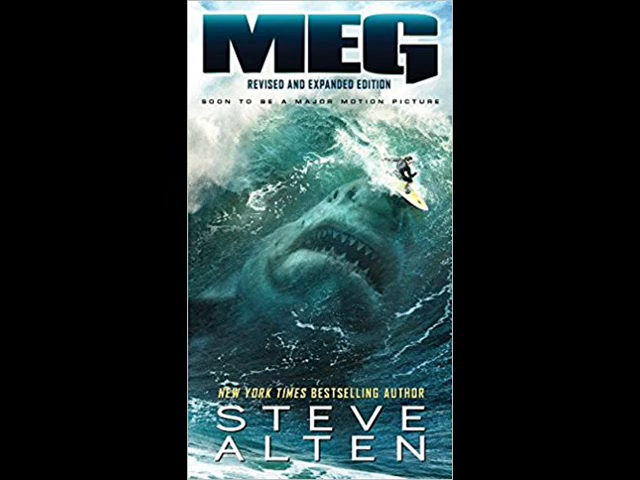 MEG
REVISED AND EXPANDED EDITION
SOON TO BE A MAJOR MOTION PICTURE
NEW YORK TIMES BESTSELLING AUTHOR
STEVE
ALTEN